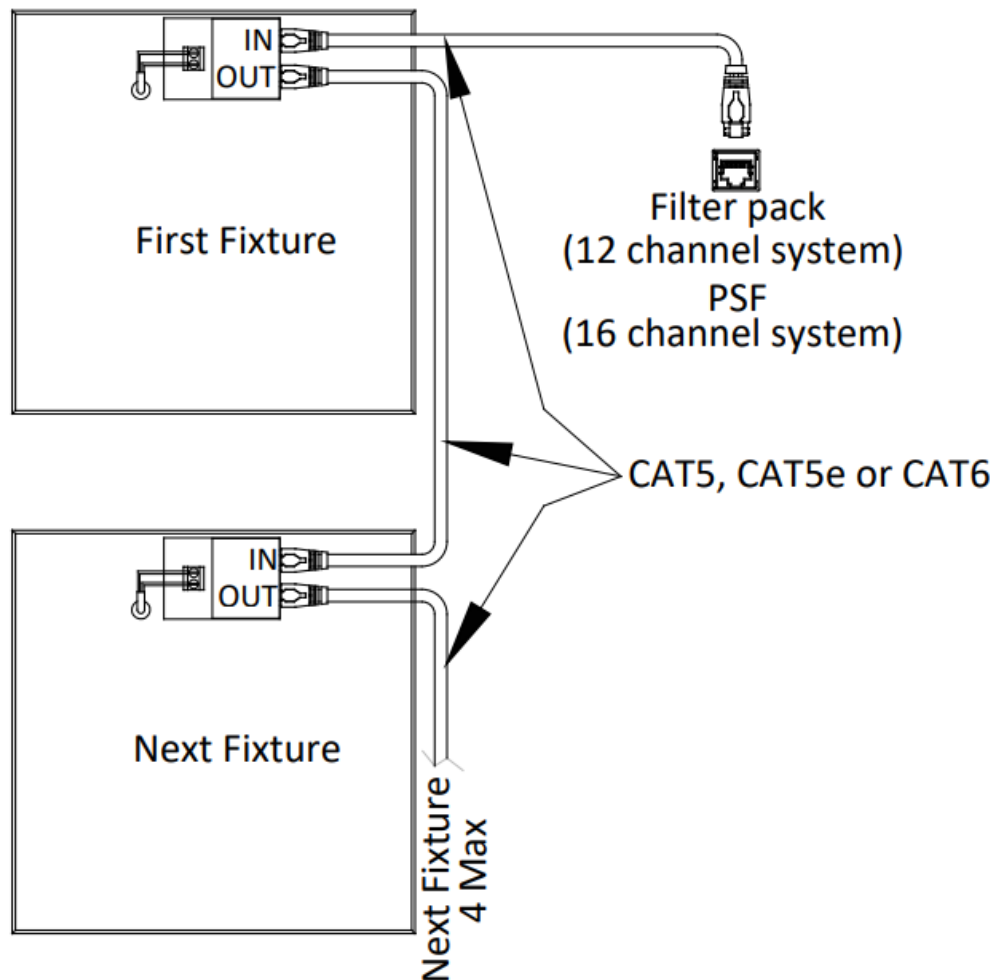 IN
OUT
First Fixture
Filter pack
(12 channel system)
PSF
(16 channel system)
CAT5, CAT5e or CAT6
IN
OUT
Next Fixture
Next Fixture
4 Max